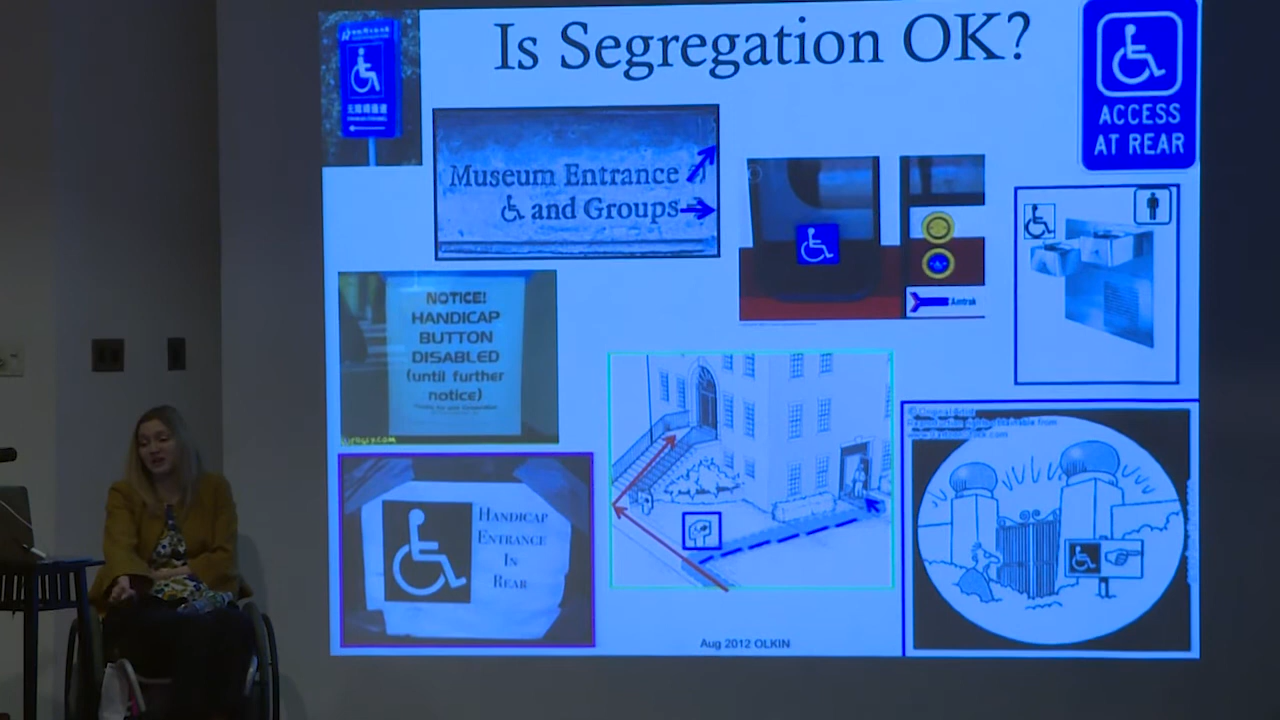 Is Segregation OK?
ACCESS
AT REAR
Museum Entrance
and Groups
Amtrak
NOTICE!
HANDICAP
BUTTON
DISABLED
(until further
notice)
HANDICAP
ENTRANCE
IN
REAR
Aug 2012 OLKIN